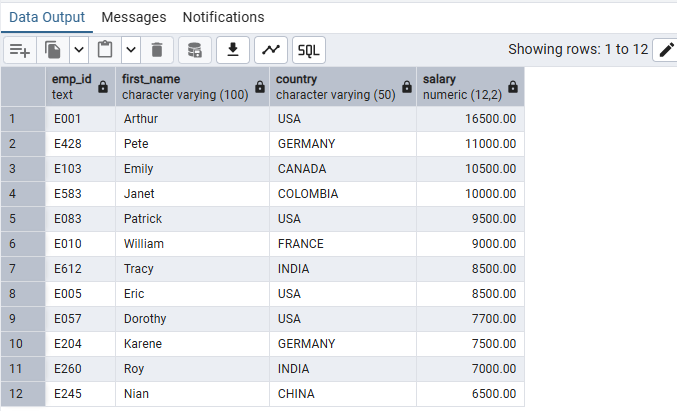 Data Output Messages Notifications
SQL Showing rows: 1 to 12
emp_id first_name country salary
text character varying (100) character varying (50) numeric (12,2)
1 E001 Arthur USA 16500.00
2 E428 Pete GERMANY 11000.00
3 E103 Emily CANADA 10500.00
4 E583 Janet COLOMBIA 10000.00
5 E083 Patrick USA 9500.00
6 E010 William FRANCE 9000.00
7 E612 Tracy INDIA 8500.00
8 E005 Eric USA 8500.00
9 E057 Dorothy USA 7700.00
10 E204 Karene GERMANY 7500.00
11 E260 Roy INDIA 7000.00
12 E245 Nian CHINA 6500.00